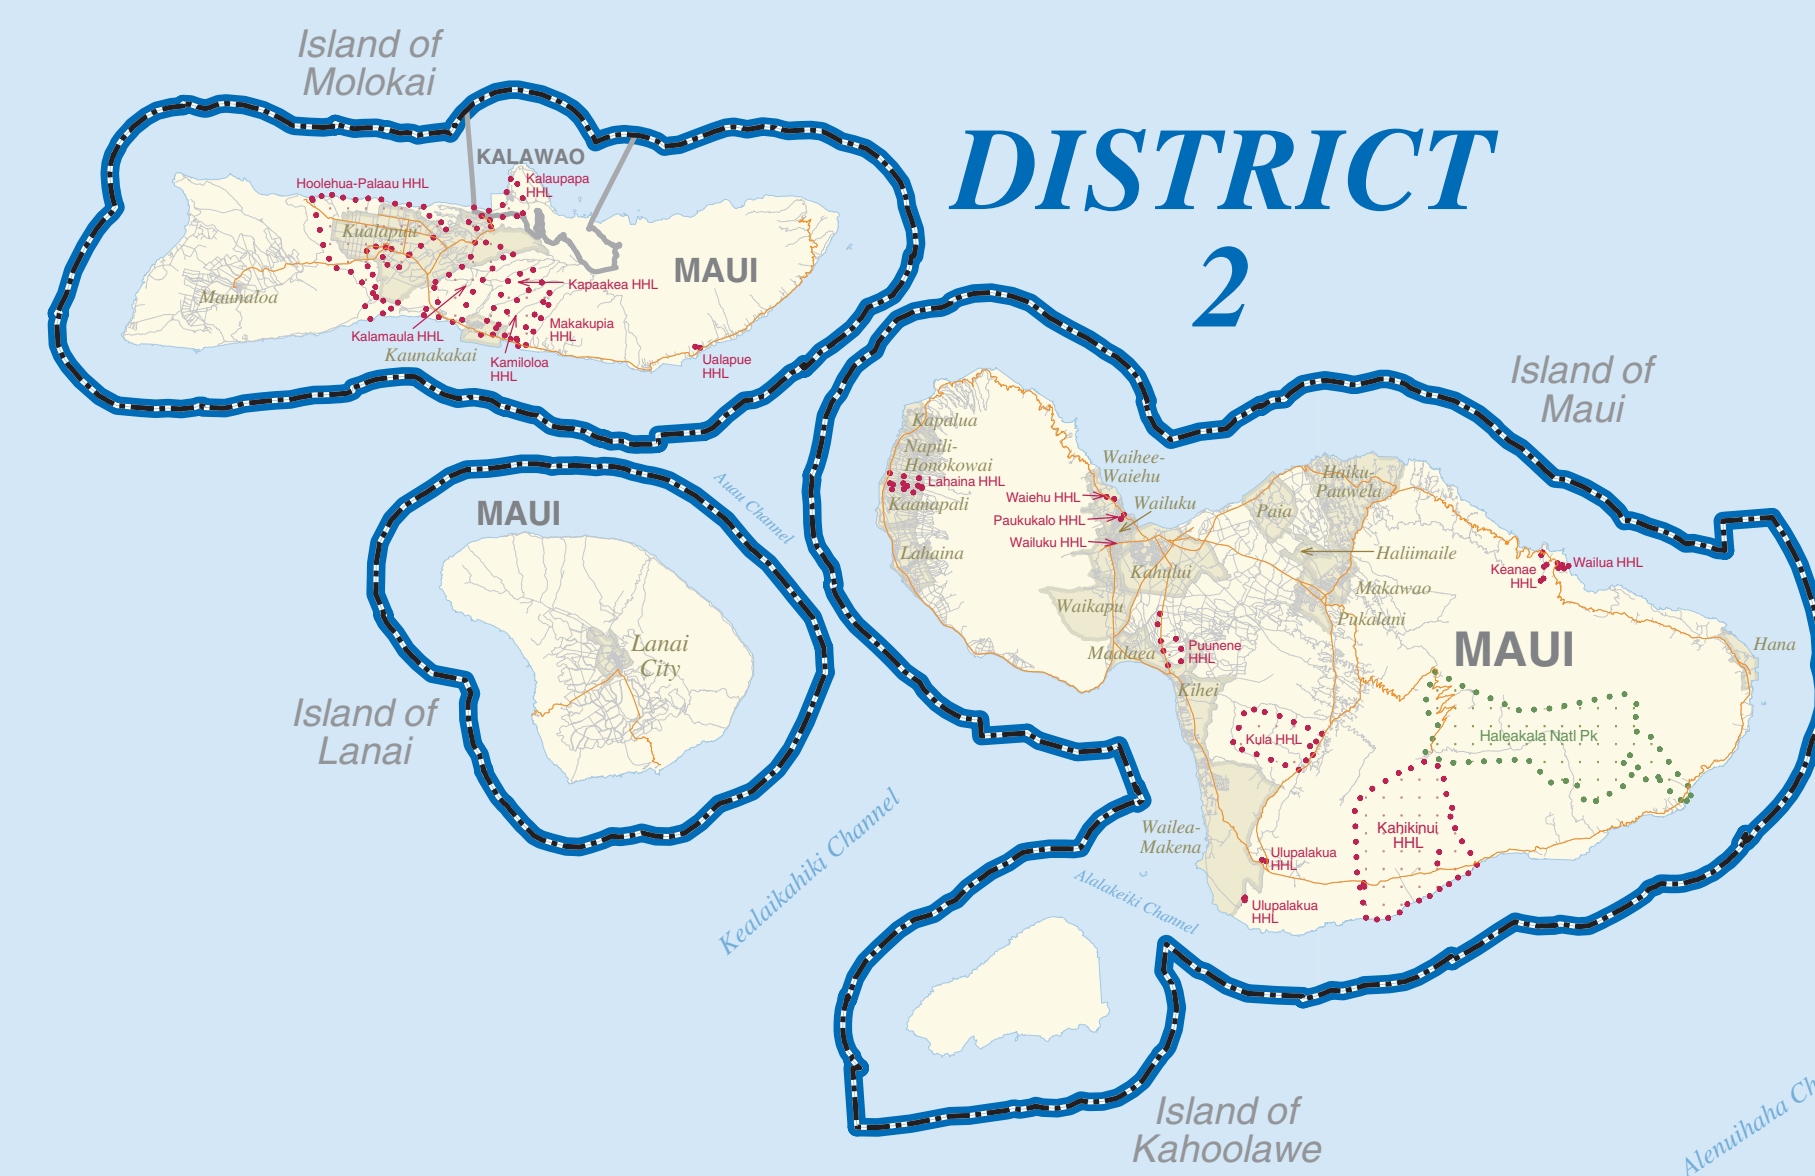 Island of
Molokai
DISTRICT
2
KALAWAO
Hoolehua-Palaau HHL
Kalaupapa
HHL
Kualapuu
MAUI
Maunaloa
Kapaakea HHL
Kalamaula HHL
Makakupia
HHL
Kaunakakai
Kamiloloa
HHL
Ualapue
HHL
Island of
Maui
Kapalua
Napili-
Honokowai
Lahaina HHL
Kaanapali
Lahaina
Waihee-
Waiehu
Waiehu HHL
Wailuku
Paukukalo HHL
Wailuku HHL
Kahului
Waikapu
Maalaea
Puunene
HHL
Kihei
Haiku-
Pauwela
Paia
Haliimaile
Makawao
Pukalani
Keanae
HHL
Wailua HHL
MAUI
Hana
Kula HHL
Haleakala Natl Pk
Kahikinui
HHL
Wailea-
Makena
Ulupalakua
HHL
Ulupalakua
HHL
Auau Channel
MAUI
Lanai
City
Island of
Lanai
Kealaikahiki Channel
Alalakeiki Channel
Island of
Kahoolawe
Alenuihaha Ch